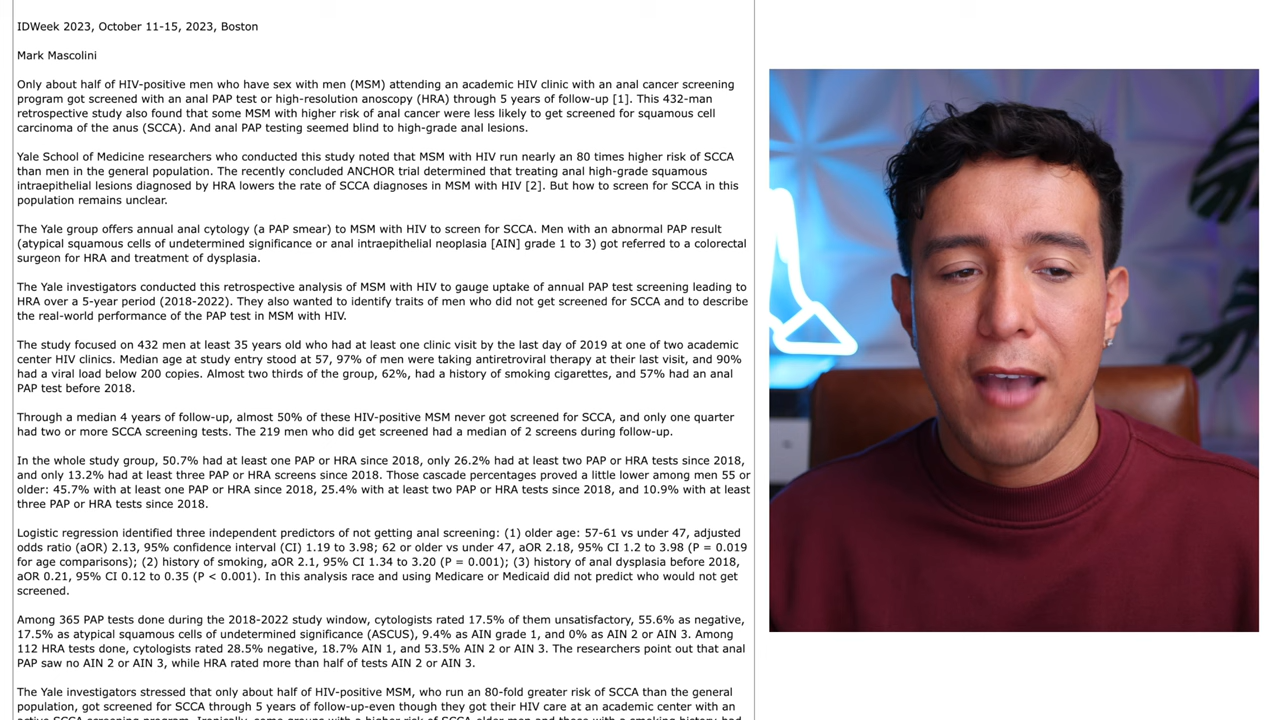 IDWeek 2023, October 11-15, 2023, Boston
Mark Mascolini
Only about half of HIV-positive men who have sex with men (MSM) attending an academic HIV clinic with an anal cancer screening
program got screened with an anal PAP test or high-resolution anoscopy (HRA) through 5 years of follow-up [1]. This 432-man
retrospective study also found that some MSM with higher risk of anal cancer were less likely to get screened for squamous cell
carcinoma of the anus (SCCA). And anal PAP testing seemed blind to high-grade anal lesions.
Yale School of Medicine researchers who conducted this study noted that MSM with HIV run nearly an 80 times higher risk of SCCA
than men in the general population. The recently concluded ANCHOR trial determined that treating anal high-grade squamous
intraepithelial lesions diagnosed by HRA lowers the rate of SCCA diagnoses in MSM with HIV [2]. But how to screen for SCCA in this
population remains unclear.
The Yale group offers annual anal cytology (a PAP smear) to MSM with HIV to screen for SCCA. Men with an abnormal PAP result
(atypical squamous cells of undetermined significance or anal intraepithelial neoplasia [AIN] grade 1 to 3) got referred to a colorectal
surgeon for HRA and treatment of dysplasia.
The Yale investigators conducted this retrospective analysis of MSM with HIV to gauge uptake of annual PAP test screening leading to
HRA over a 5-year period (2018-2022). They also wanted to identify traits of men who did not get screened for SCCA and to describe
the real-world performance of the PAP test in MSM with HIV.
The study focused on 432 men at least 35 years old who had at least one clinic visit by the last day of 2019 at one of two academic
center HIV clinics. Median age at study entry stood at 57, 97% of men were taking antiretroviral therapy at their last visit, and 90%
had a viral load below 200 copies. Almost two thirds of the group, 62%, had a history of smoking cigarettes, and 57% had an anal
PAP test before 2018.
Through a median 4 years of follow-up, almost 50% of these HIV-positive MSM never got screened for SCCA, and only one quarter
had two or more SCCA screening tests. The 219 men who did get screened had a median of 2 screens during follow-up.
In the whole study group, 50.7% had at least one PAP or HRA since 2018, only 26.2% had at least two PAP or HRA tests since 2018,
and only 13.2% had at least three PAP or HRA screens since 2018. Those cascade percentages proved a little lower among men 55 or
older: 45.7% with at least one PAP or HRA since 2018, 25.4% with at least two PAP or HRA tests since 2018, and 10.9% with at least
three PAP or HRA tests since 2018.
Logistic regression identified three independent predictors of not getting anal screening: (1) older age: 57-61 vs under 47, adjusted
odds ratio (aOR) 2.13, 95% confidence interval (CI) 1.19 to 3.98; 62 or older vs under 47, aOR 2.18, 95% CI 1.2 to 3.98 (P = 0.019
for age comparisons); (2) history of smoking, aOR 2.1, 95% CI 1.34 to 3.20 (P = 0.001); (3) history of anal dysplasia before 2018,
aOR 0.21, 95% CI 0.12 to 0.35 (P < 0.001). In this analysis race and using Medicare or Medicaid did not predict who would not get
screened.
Among 365 PAP tests done during the 2018-2022 study window, cytologists rated 17.5% of them unsatisfactory, 55.6% as negative,
17.5% as atypical squamous cells of undetermined significance (ASCUS), 9.4% as AIN grade 1, and 0% as AIN 2 or AIN 3. Among
112 HRA tests done, cytologists rated 28.5% negative, 18.7% AIN 1, and 53.5% AIN 2 or AIN 3. The researchers point out that anal
PAP saw no AIN 2 or AIN 3, while HRA rated more than half of tests AIN 2 or AIN 3.
The Yale investigators stressed that only about half of HIV-positive MSM, who run an 80-fold greater risk of SCCA than the general
population, got screened for SCCA through 5 years of follow-up-even though they got their HIV care at an academic center with an
active SCCA screening program. Ironically, some groups with a higher risk of SCCA-older men and those with a smoking history-had